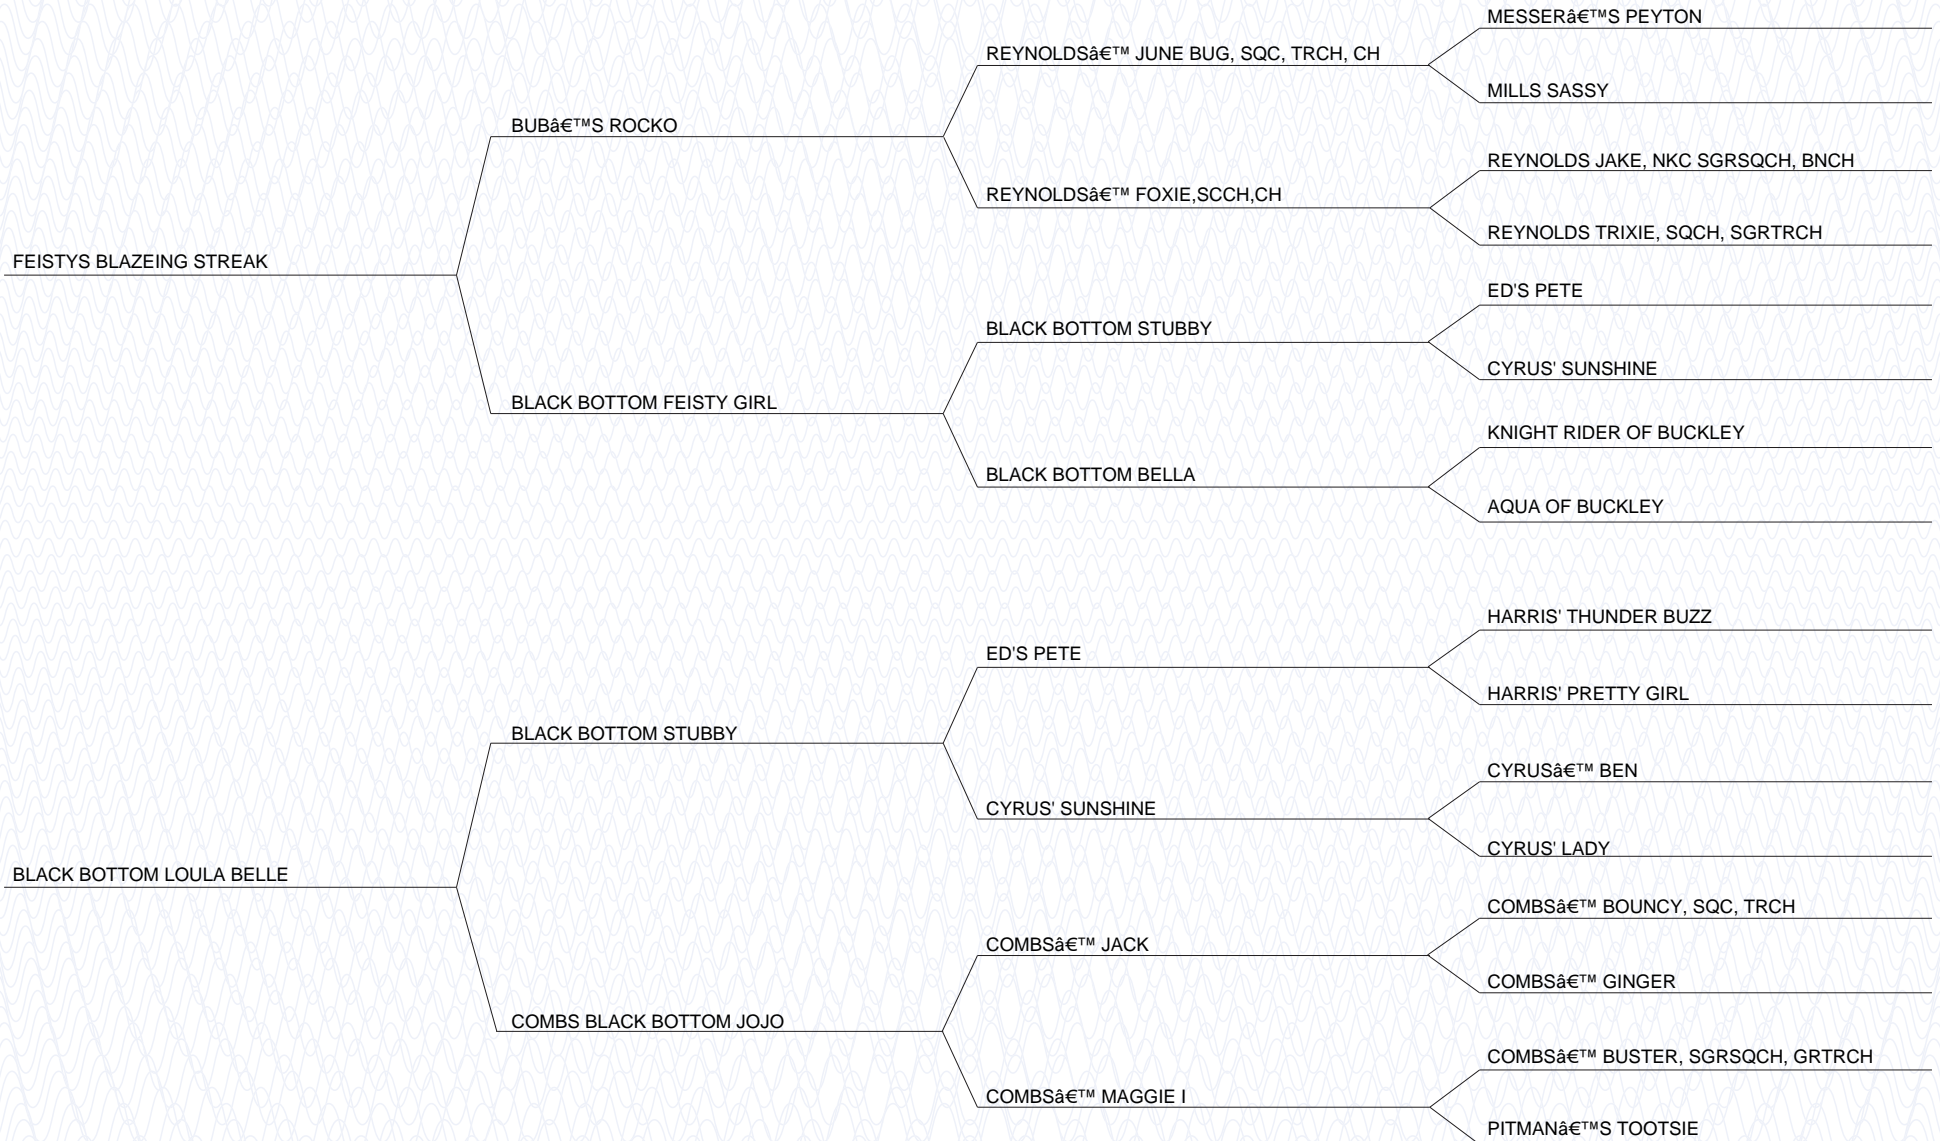 MESSERâ€™S PEYTON
REYNOLDSâ€™ JUNE BUG, SQC, TRCH, CH
MILLS SASSY
BUBâ€™S ROCKO
REYNOLDS JAKE, NKC SGRSQCH, BNCH
REYNOLDSâ€™ FOXIE,SCCH,CH
REYNOLDS TRIXIE, SQCH, SGRTRCH
FEISTYS BLAZEING STREAK
ED'S PETE
BLACK BOTTOM STUBBY
CYRUS' SUNSHINE
BLACK BOTTOM FEISTY GIRL
KNIGHT RIDER OF BUCKLEY
BLACK BOTTOM BELLA
AQUA OF BUCKLEY
HARRIS' THUNDER BUZZ
ED'S PETE
HARRIS' PRETTY GIRL
BLACK BOTTOM STUBBY
CYRUSâ€™ BEN
CYRUS' SUNSHINE
CYRUS' LADY
BLACK BOTTOM LOULA BELLE
COMBSâ€™ BOUNCY, SQC, TRCH
COMBSâ€™ JACK
COMBSâ€™ GINGER
COMBS BLACK BOTTOM JOJO
COMBSâ€™ BUSTER, SGRSQCH, GRTRCH
COMBSâ€™ MAGGIE I
PITMANâ€™S TOOTSIE